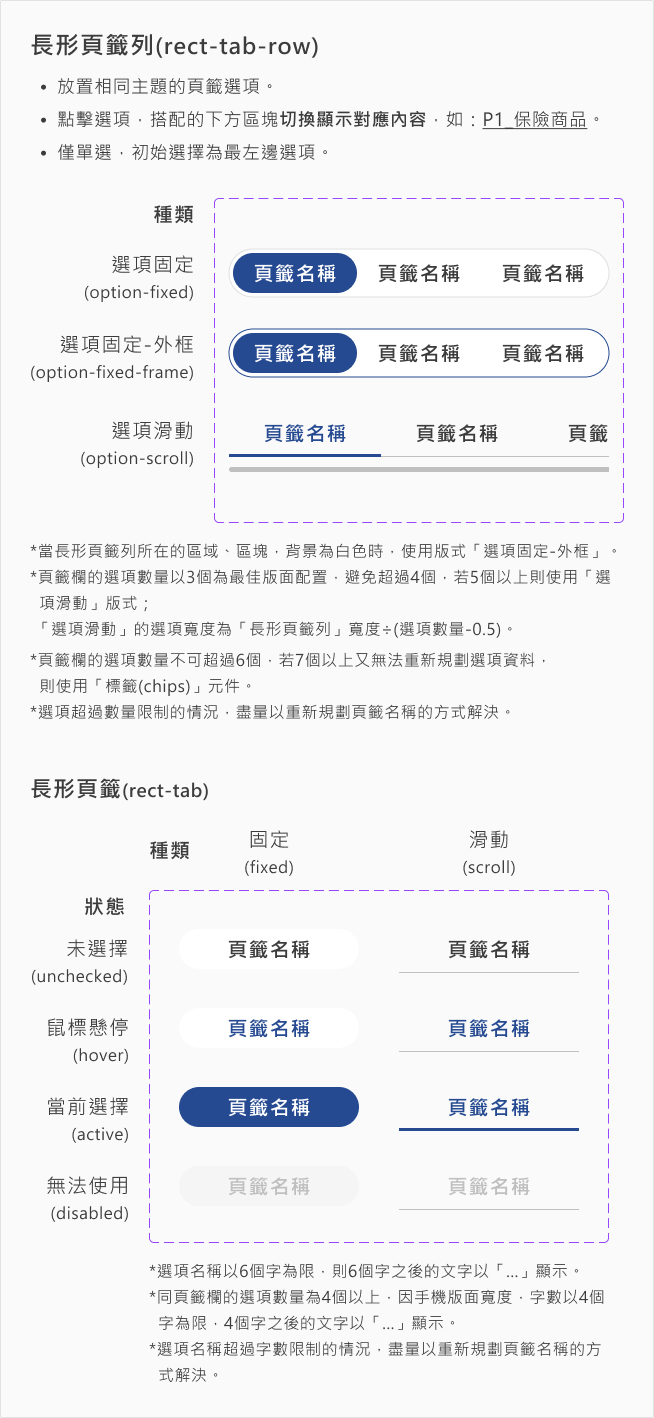 長形頁籤列(rect-tab-row)
• 放置相同主題的頁籤選項。
• 點擊選項，搭配的下方區塊切換顯示對應內容，如：P1_保險商品。
• 僅單選，初始選擇為最左邊選項。
種類
選項固定
(option-fixed)
頁籤名稱 頁籤名稱 頁籤名稱
選項固定-外框
(option-fixed-frame)
頁籤名稱 頁籤名稱 頁籤名稱
選項滑動
(option-scroll)
頁籤名稱 頁籤名稱 頁籤
*當長形頁籤列所在的區域、區塊，背景為白色時，使用版式「選項固定-外框」。
*頁籤欄的選項數量以3個為最佳版面配置，避免超過4個，若5個以上則使用「選
項滑動」版式；
「選項滑動」的選項寬度為「長形頁籤列」寬度÷(選項數量-0.5)。
*頁籤欄的選項數量不可超過6個，若7個以上又無法重新規劃選項資料，
則使用「標籤(chips)」元件。
*選項超過數量限制的情況，盡量以重新規劃頁籤名稱的方式解決。
長形頁籤(rect-tab)
種類
固定
(fixed)
滑動
(scroll)
狀態
未選擇
(unchecked)
頁籤名稱 頁籤名稱
鼠標懸停
(hover)
頁籤名稱 頁籤名稱
當前選擇
(active)
頁籤名稱 頁籤名稱
無法使用
(disabled)
頁籤名稱 頁籤名稱
*選項名稱以6個字為限，則6個字之後的文字以「...」顯示。
*同頁籤欄的選項數量為4個以上，因手機版面寬度，字數以4個
字為限，4個字之後的文字以「...」顯示。
*選項名稱超過字數限制的情況，盡量以重新規劃頁籤名稱的方
式解決。